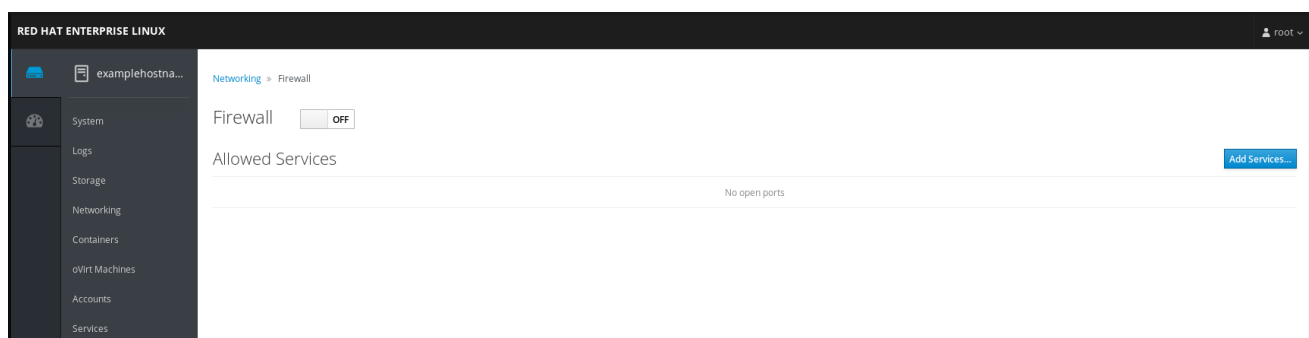 RED HAT ENTERPRISE LINUX
root
examplehostna...
Networking » Firewall
Firewall OFF
System
Logs
Storage
Networking
Containers
oVirt Machines
Accounts
Services
Allowed Services
Add Services...
No open ports